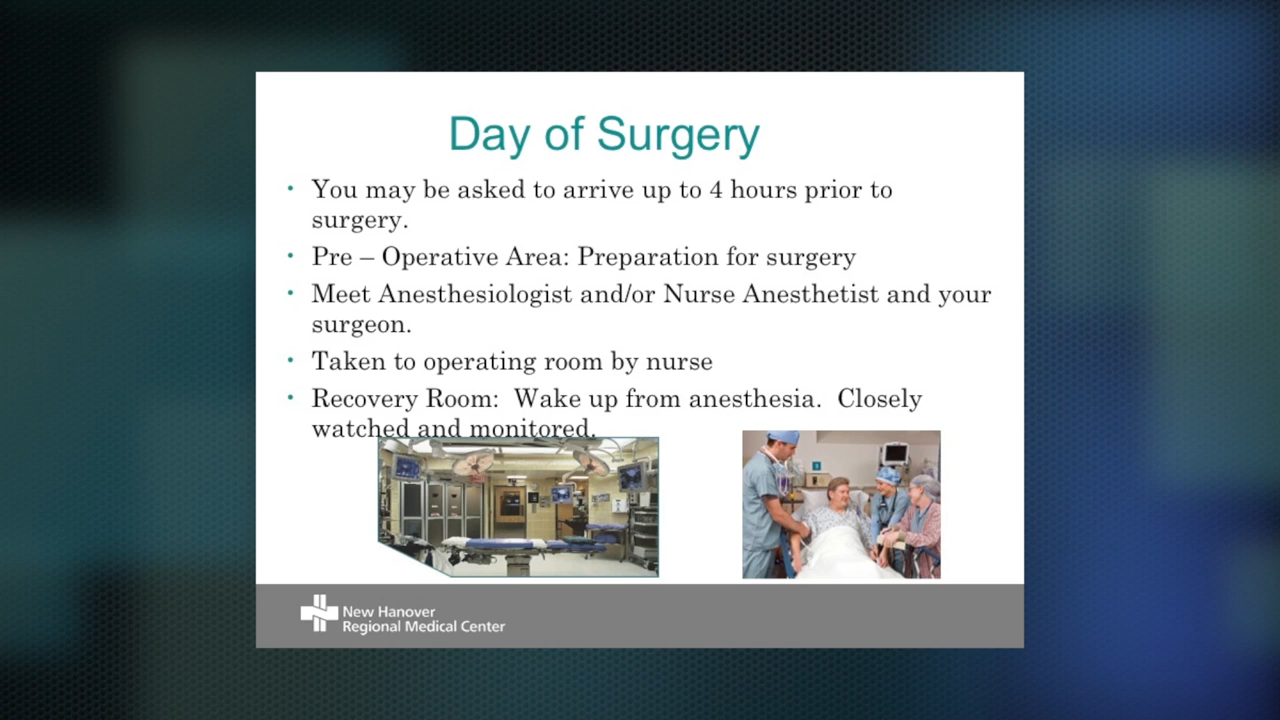 Day of Surgery
• You may be asked to arrive up to 4 hours prior to
surgery.
• Pre – Operative Area: Preparation for surgery
• Meet Anesthesiologist and/or Nurse Anesthetist and your
surgeon.
• Taken to operating room by nurse
• Recovery Room:  Wake up from anesthesia.  Closely
watched and monitored.
New Hanover
Regional Medical Center